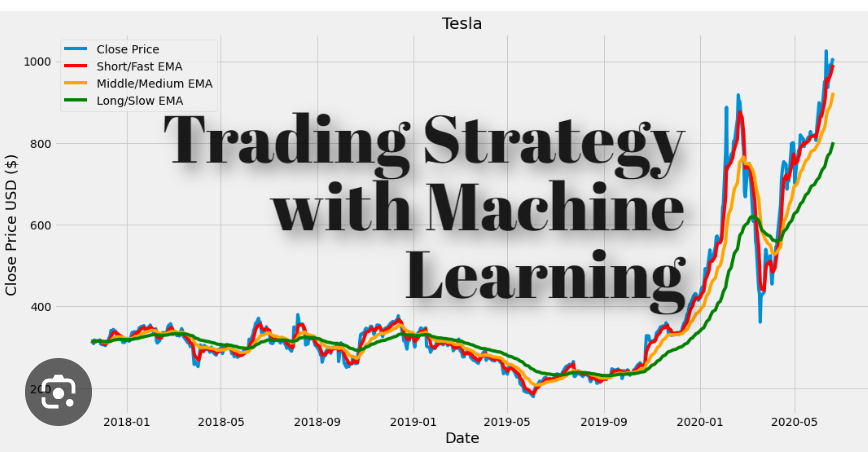 Tesla
Close Price
Short/Fast EMA
Middle/Medium EMA
Long/Slow EMA
Trading Strategy
with Machine
Learning
Close Price USD ($)
1000
800
600
400
200
2018-01 2018-05 2018-09 2019-01 2019-05 2019-09 2020-01 2020-05
Date